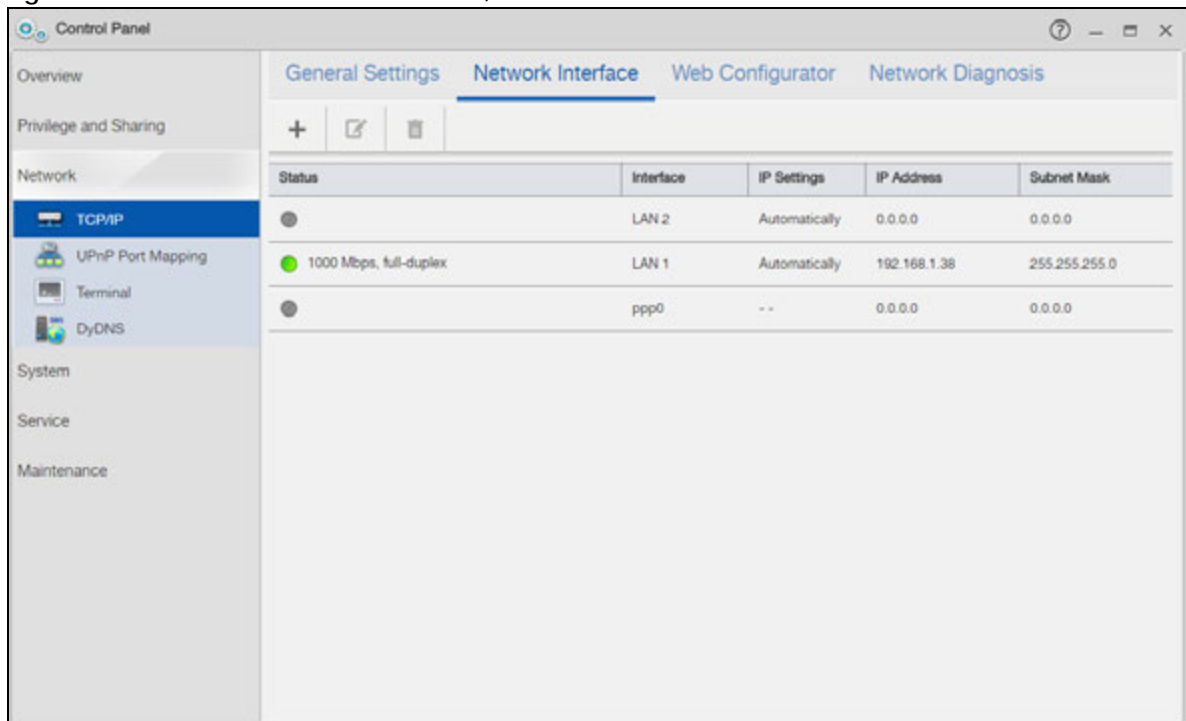 Control Panel
Overview
Privilege and Sharing
Network
TCP/IP
UPnP Port Mapping
Terminal
DyDNS
System
Service
Maintenance
General Settings Network Interface Web Configurator Network Diagnosis
Status Interface IP Settings IP Address Subnet Mask
LAN 2 Automatically 0.0.0.0 0.0.0.0
1000 Mbps, full-duplex LAN 1 Automatically 192.168.1.38 255.255.255.0
ppp0 - - 0.0.0.0 0.0.0.0